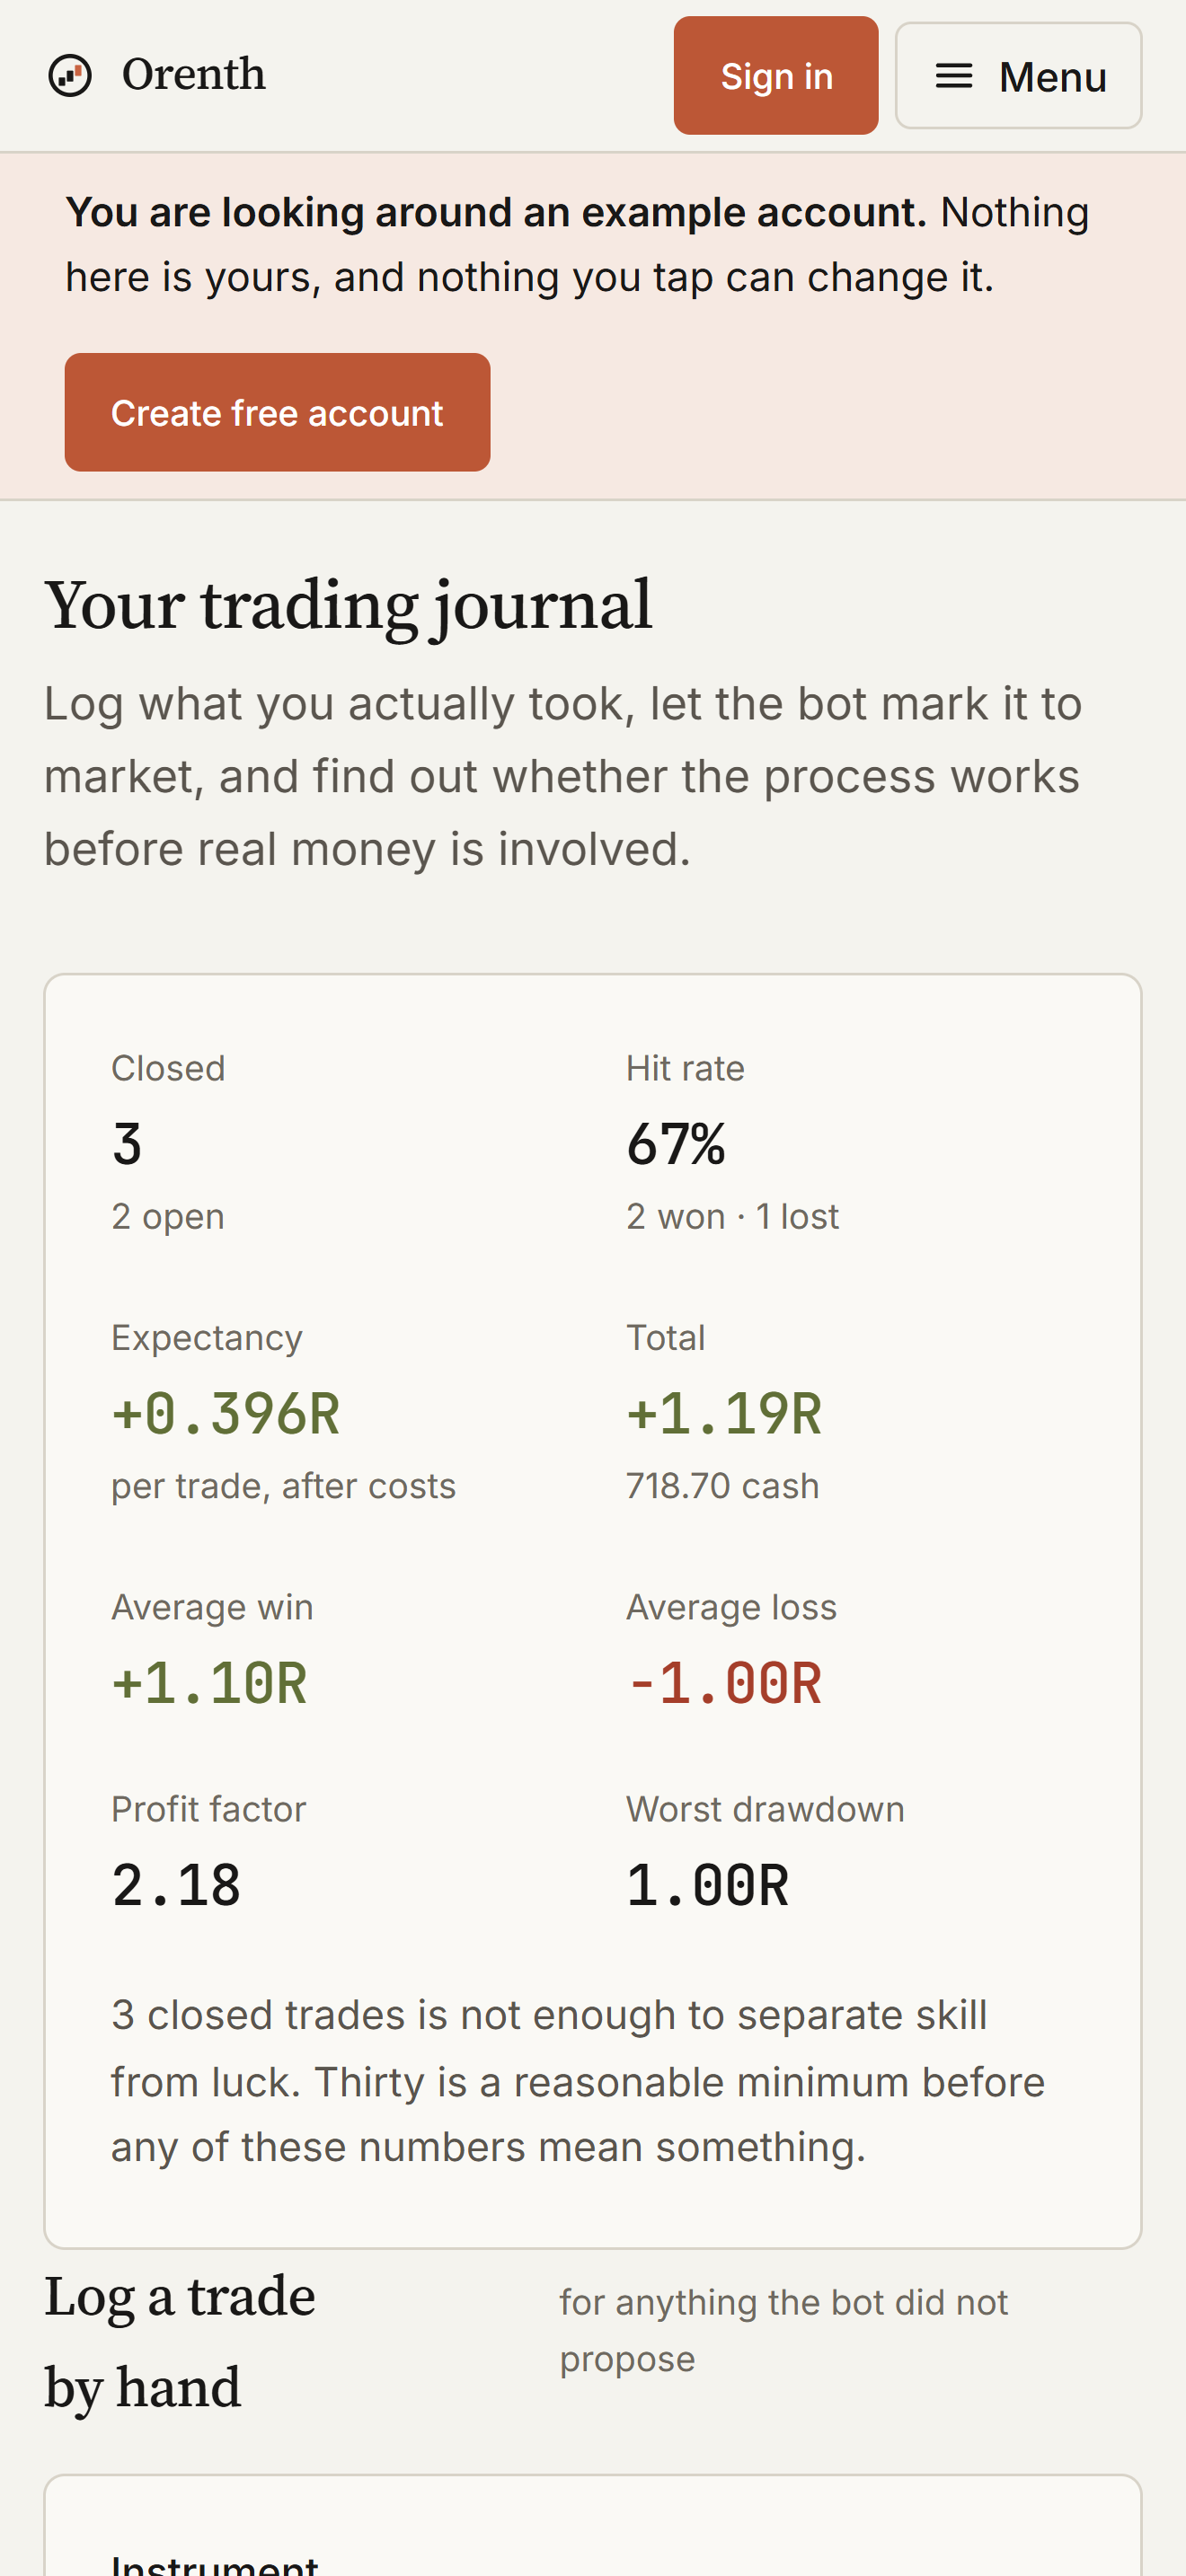 Orenth
Sign in
Menu
You are looking around an example account. Nothing
here is yours, and nothing you tap can change it.
Create free account
Your trading journal
Log what you actually took, let the bot mark it to
market, and find out whether the process works
before real money is involved.
Closed
3
2 open
Hit rate
67%
2 won · 1 lost
Expectancy
+0.396R
per trade, after costs
Total
+1.19R
718.70 cash
Average win
+1.10R
Average loss
-1.00R
Profit factor
2.18
Worst drawdown
1.00R
3 closed trades is not enough to separate skill
from luck. Thirty is a reasonable minimum before
any of these numbers mean something.
Log a trade
by hand
for anything the bot did not
propose
Instrument